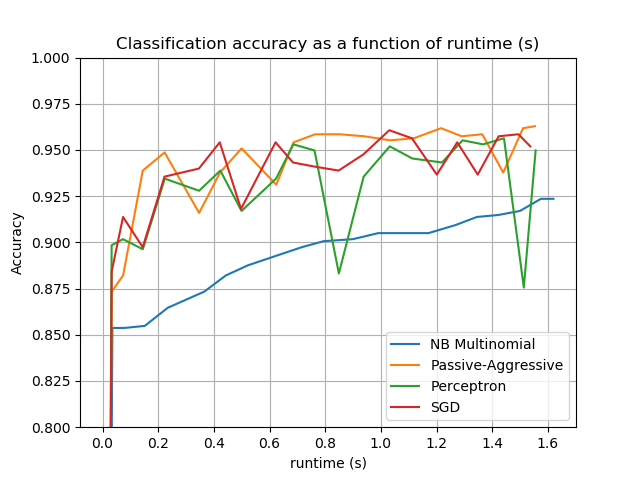 Classification accuracy as a function of runtime (s)
1.000
0.975
0.950
0.925
0.900
0.875
0.850
0.825
0.800
Accuracy
NB Multinomial
Passive-Aggressive
Perceptron
SGD
0.0 0.2 0.4 0.6 0.8 1.0 1.2 1.4 1.6
runtime (s)